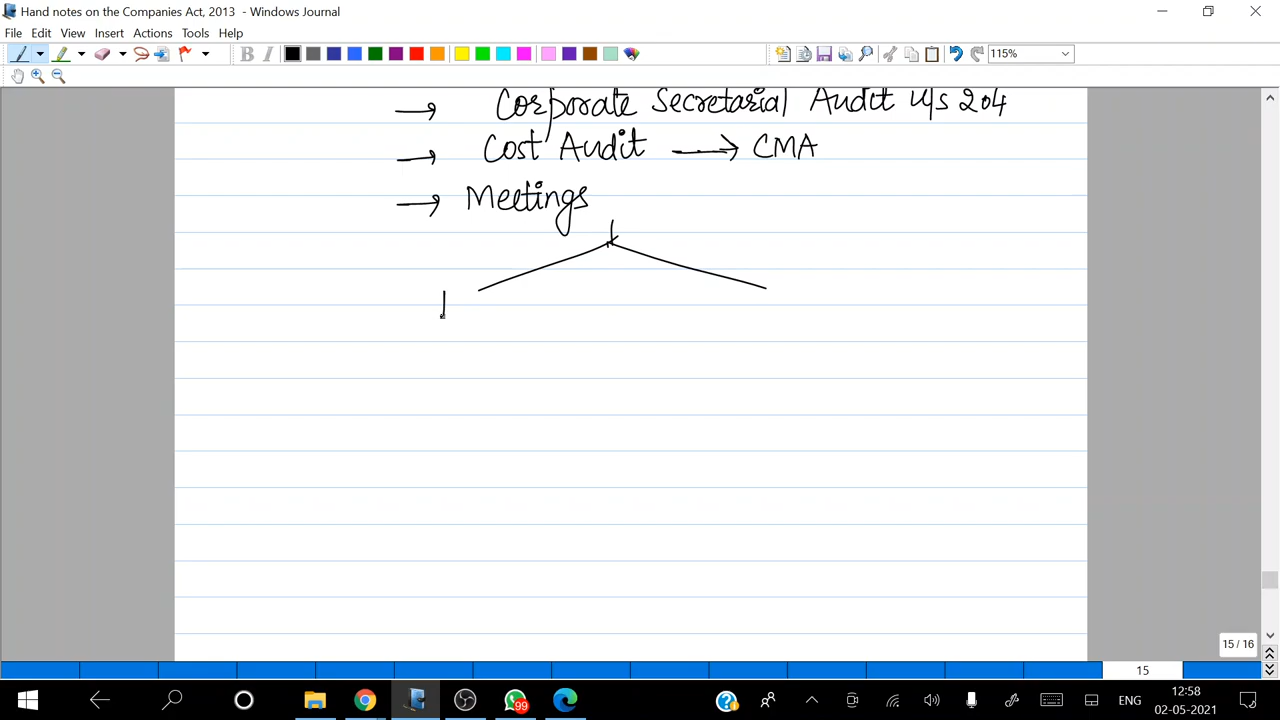 Hand notes on the Companies Act, 2013 - Windows Journal
File Edit View Insert Actions Tools Help
B I 115%
→ Corporate Secretarial Audit u/s 204
→ Cost Audit → CMA
→ Meetings
15 / 16
15
99
ENG
12:58
02-05-2021